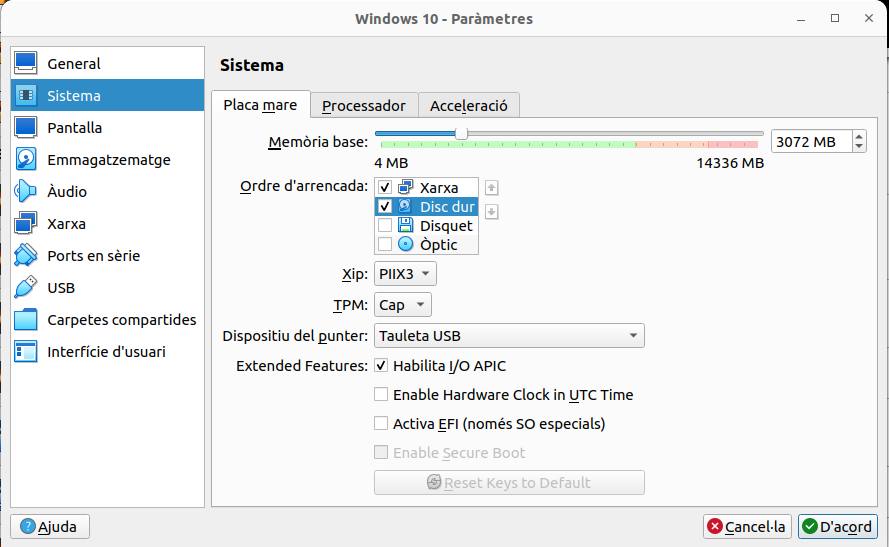 Windows 10 - Paràmetres
General
Sistema
Pantalla
Emmagatzematge
Àudio
Xarxa
Ports en sèrie
USB
Carpetes compartides
Interfície d'usuari
Sistema
Placa mare
Processador
Acceleració
Memòria base:
3072 MB
4 MB
14336 MB
Ordre d'arrencada:
Xarxa
Disc dur
Disquet
Òptic
Xip:
PIIX3
TPM:
Cap
Dispositiu del punter:
Tauleta USB
Extended Features:
Habilita I/O APIC
Enable Hardware Clock in UTC Time
Activa EFI (només SO especials)
Enable Secure Boot
Reset Keys to Default
Ajuda
Cancel·la
D'acord